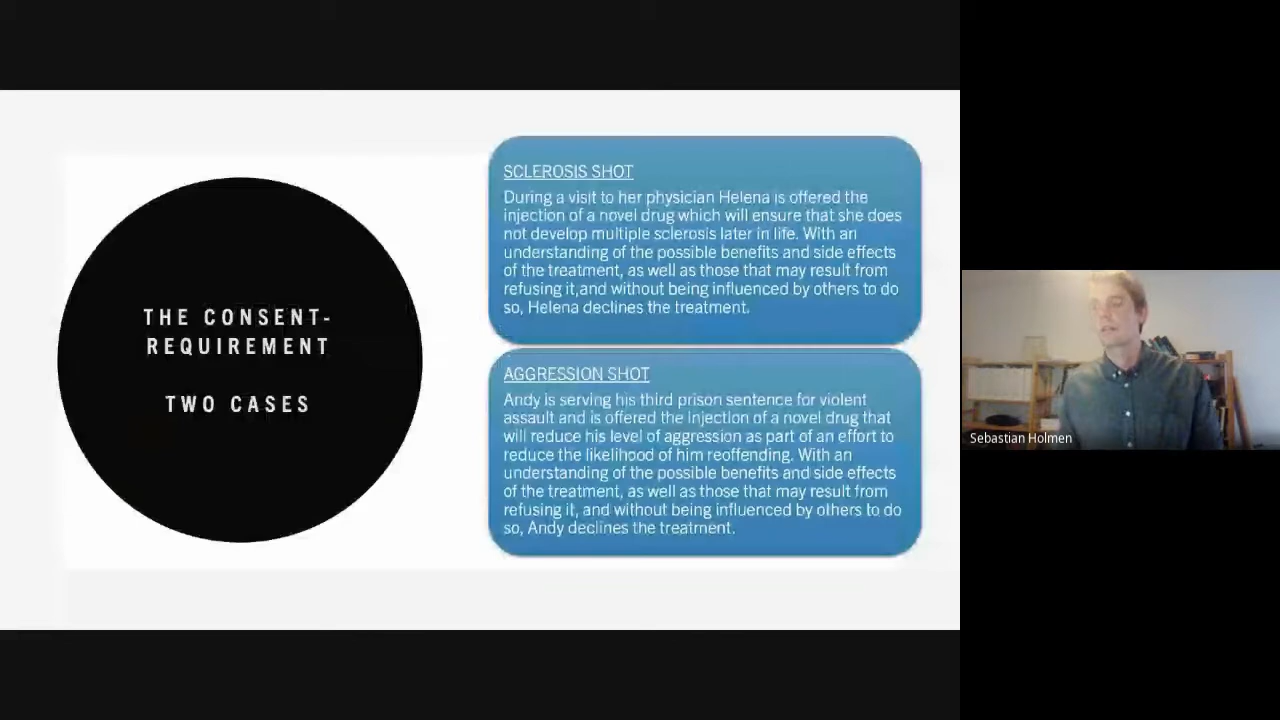 THE CONSENT-
REQUIREMENT
TWO CASES
SCLEROSIS SHOT
During a visit to her physician Helena is offered the
injection of a novel drug which will ensure that she does
not develop multiple sclerosis later in life. With an
understanding of the possible benefits and side effects
of the treatment, as well as those that may result from
refusing it,and without being influenced by others to do
so, Helena declines the treatment.
AGGRESSION SHOT
Andy is serving his third prison sentence for violent
assault and is offered the injection of a novel drug that
will reduce his level of aggression as part of an effort to
reduce the likelihood of him reoffending. With an
understanding of the possible benefits and side effects
of the treatment, as well as those that may result from
refusing it, and without being influenced by others to do
so, Andy declines the treatment.
Sebastian Holmen